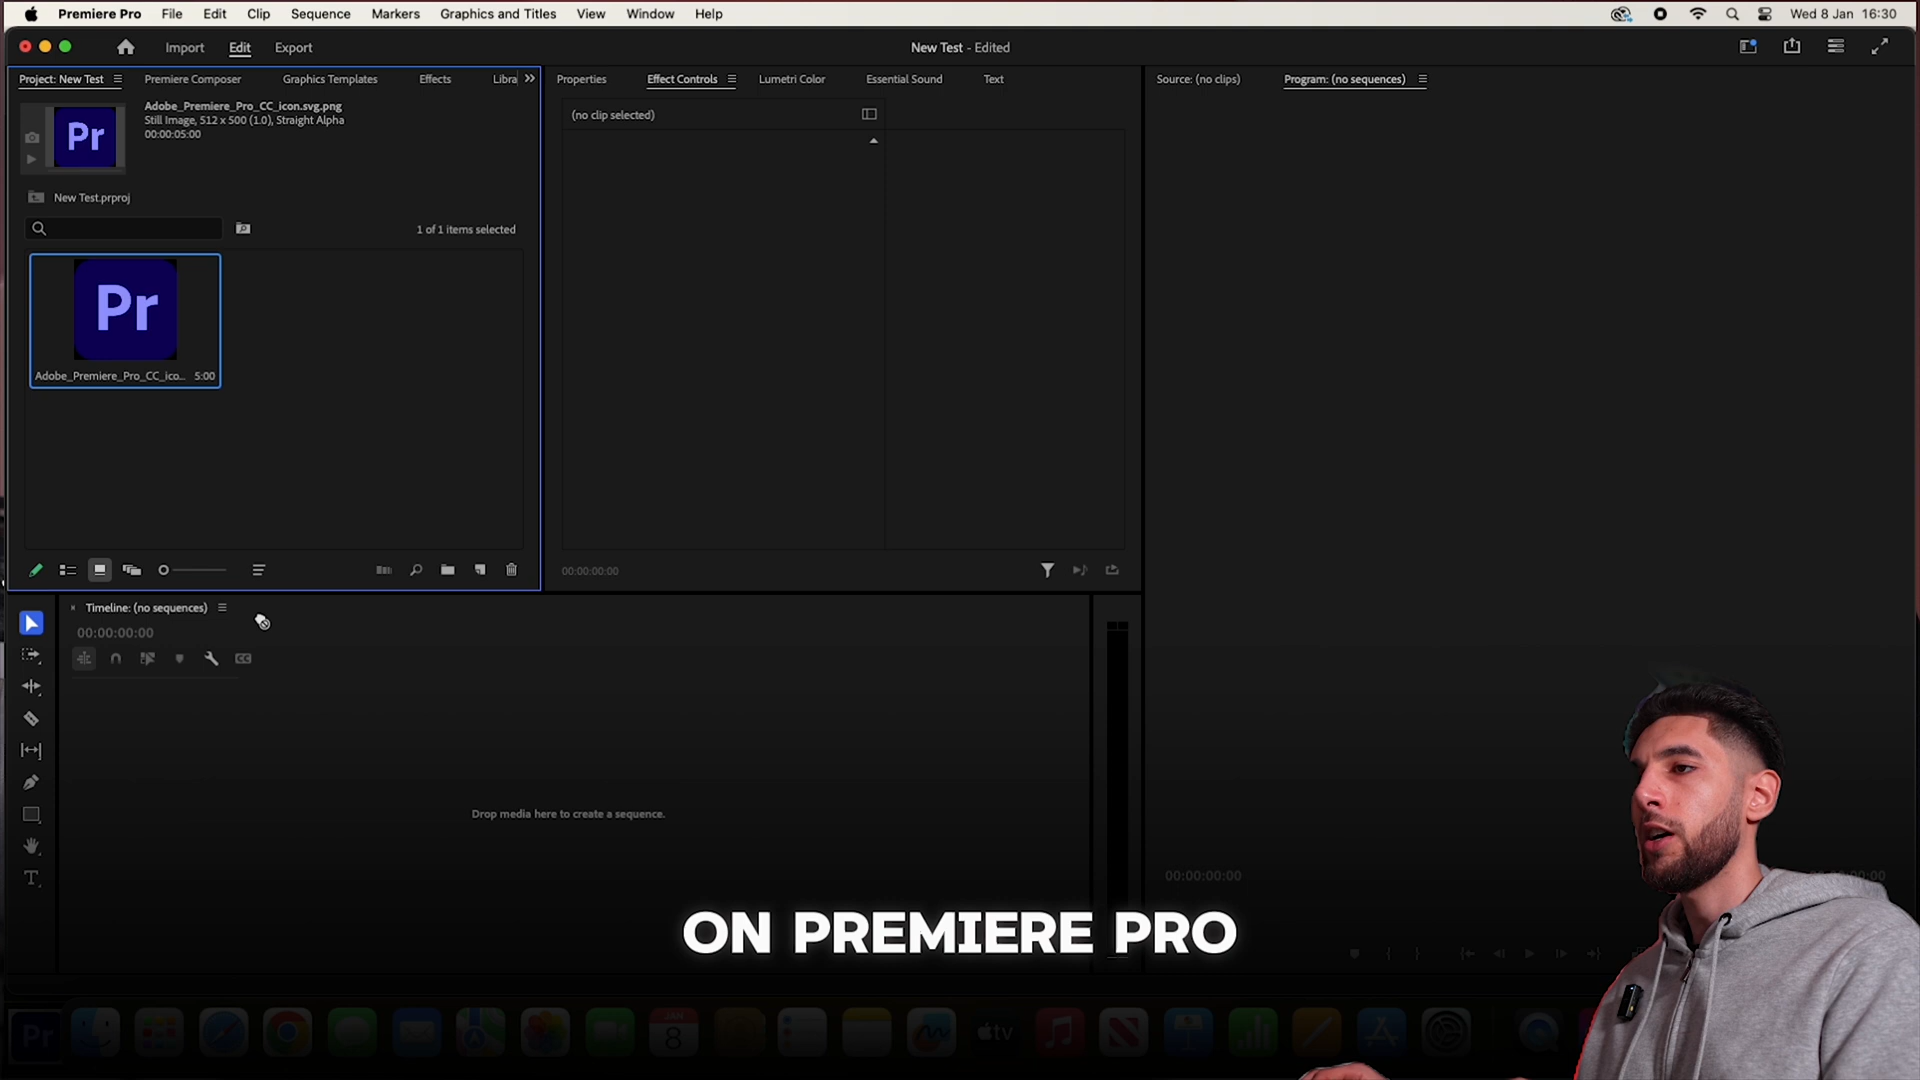 Premiere Pro File Edit Clip Sequence Markers Graphics and Titles View Window Help Wed 8 Jan 16:30
Import Edit Export New Test - Edited
Project: New Test Premiere Composer Graphics Templates Effects Libra
Properties Effect Controls Lumetri Color Essential Sound Text
Source: (no clips) Program: (no sequences)
Adobe_Premiere_Pro_CC_icon.svg.png
Still Image, 512 x 500 (1.0), Straight Alpha
00:00:05:00
Pr
New Test.prproj
1 of 1 items selected
Pr
Adobe_Premiere_Pro_CC_ico... 5:00
(no clip selected)
00:00:00:00
Timeline: (no sequences)
00:00:00:00
CC
Drop media here to create a sequence.
00:00:00:00
ON PREMIERE PRO
Pr
JAN
8
tv